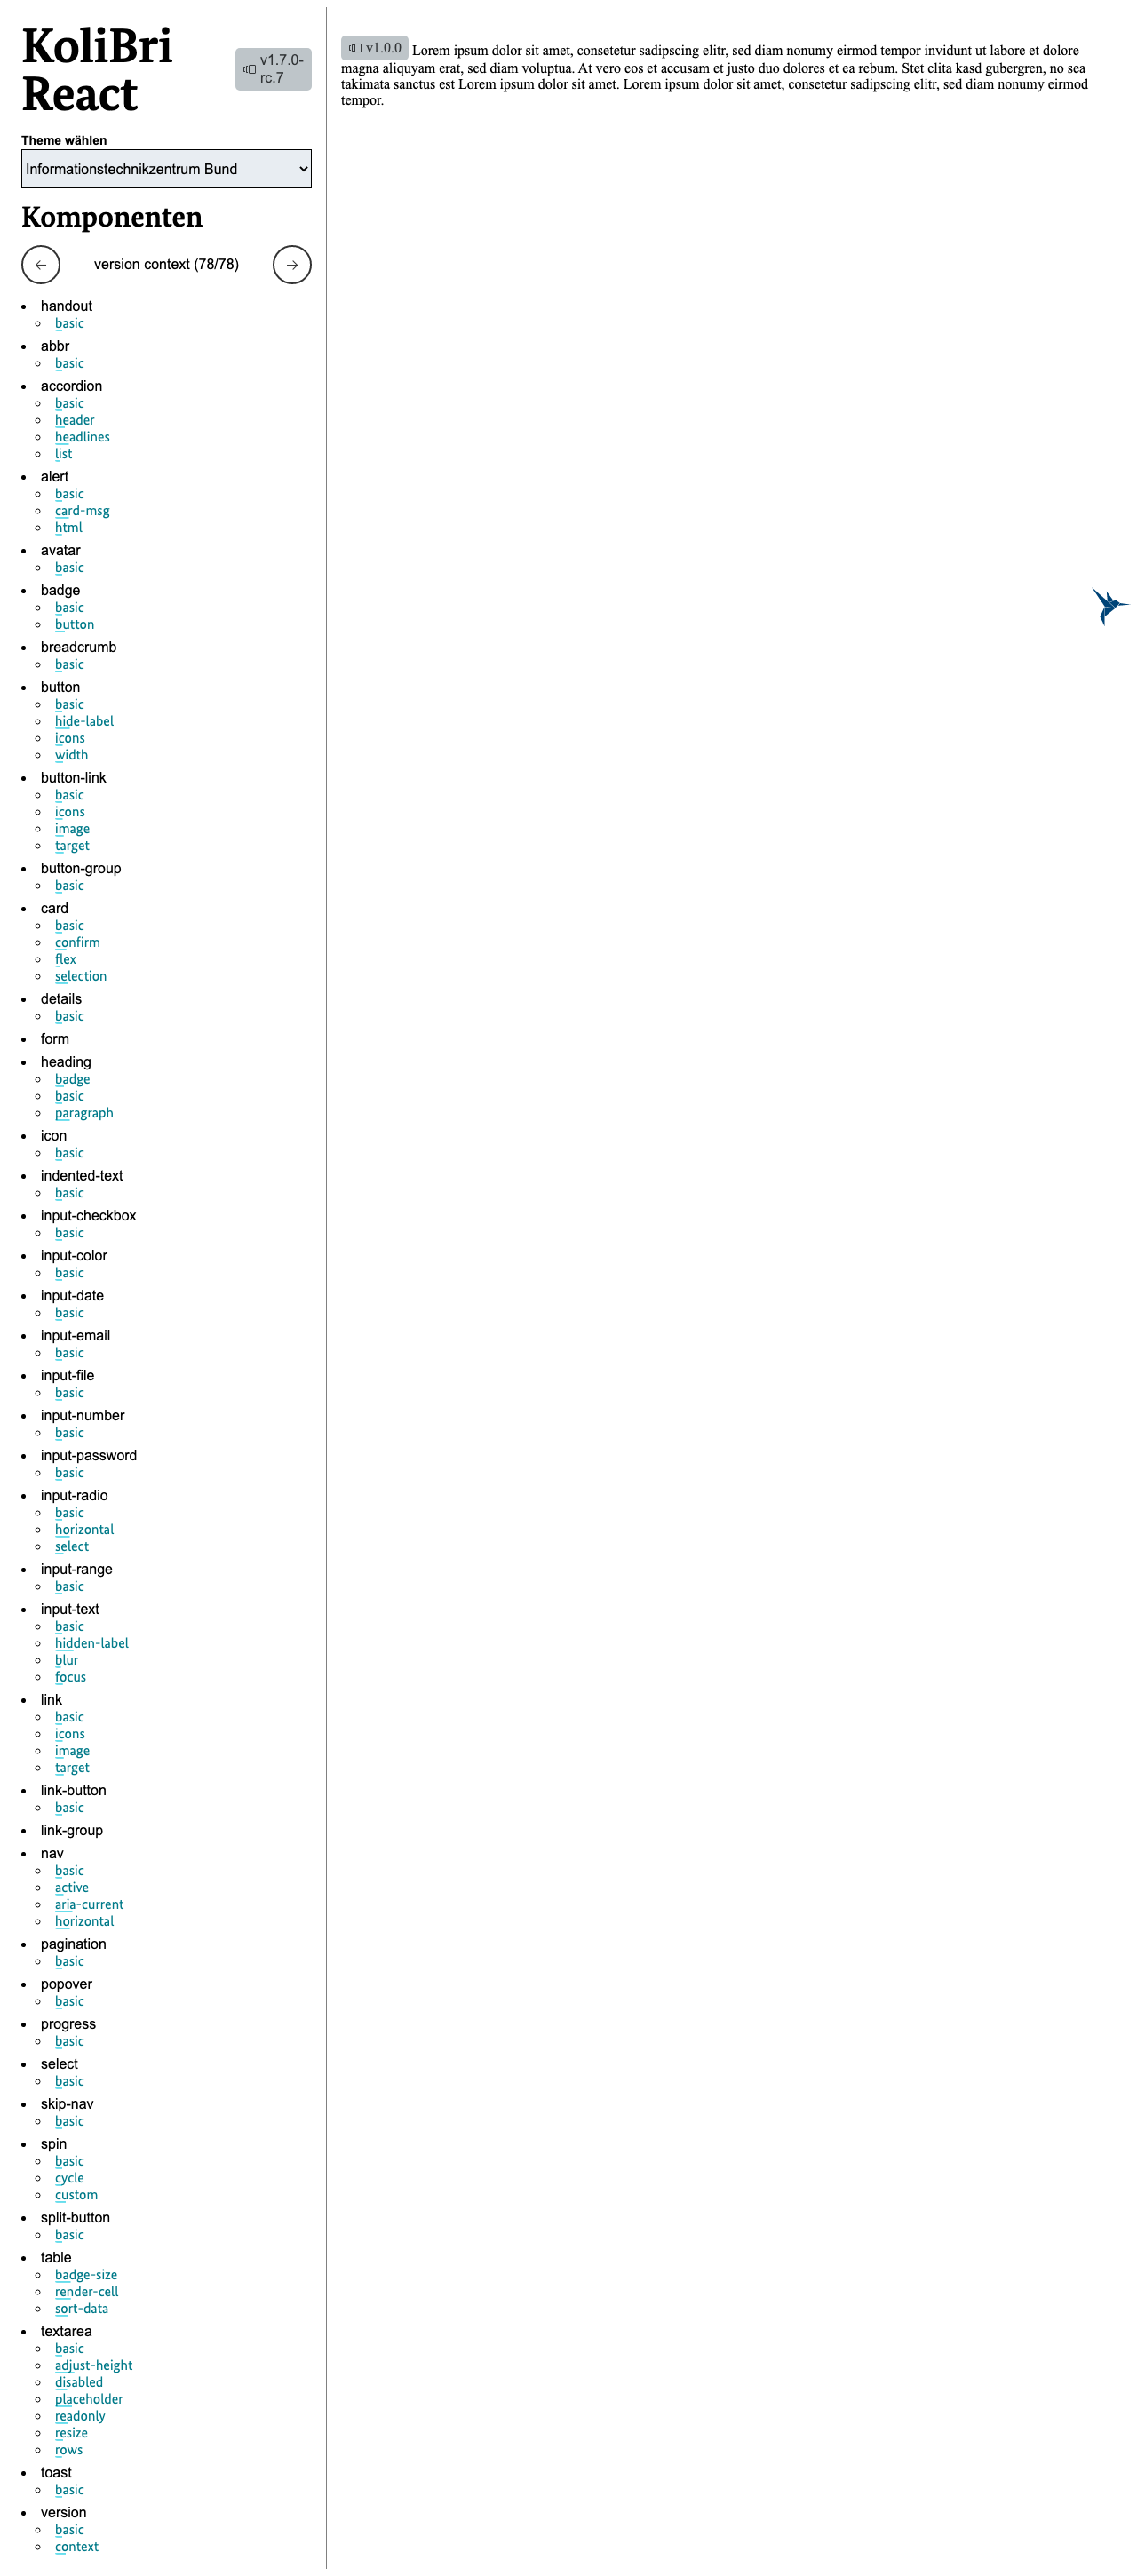 KoliBri
React
v1.7.0-
rc.7
Theme wählen
Informationstechnikzentrum Bund
Komponenten
version context (78/78)
handout
basic
abbr
basic
accordion
basic
header
headlines
list
alert
basic
card-msg
html
avatar
basic
badge
basic
button
breadcrumb
basic
button
basic
hide-label
icons
width
button-link
basic
icons
image
target
button-group
basic
card
basic
confirm
flex
selection
details
basic
form
heading
badge
basic
paragraph
icon
basic
indented-text
basic
input-checkbox
basic
input-color
basic
input-date
basic
input-email
basic
input-file
basic
input-number
basic
input-password
basic
input-radio
basic
horizontal
select
input-range
basic
input-text
basic
hidden-label
blur
focus
link
basic
icons
image
target
link-button
basic
link-group
nav
basic
active
aria-current
horizontal
pagination
basic
popover
basic
progress
basic
select
basic
skip-nav
basic
spin
basic
cycle
custom
split-button
basic
table
badge-size
render-cell
sort-data
textarea
basic
adjust-height
disabled
placeholder
readonly
resize
rows
toast
basic
version
basic
context
v1.0.0 Lorem ipsum dolor sit amet, consetetur sadipscing elitr, sed diam nonumy eirmod tempor invidunt ut labore et dolore
magna aliquyam erat, sed diam voluptua. At vero eos et accusam et justo duo dolores et ea rebum. Stet clita kasd gubergren, no sea
takimata sanctus est Lorem ipsum dolor sit amet. Lorem ipsum dolor sit amet, consetetur sadipscing elitr, sed diam nonumy eirmod
tempor.